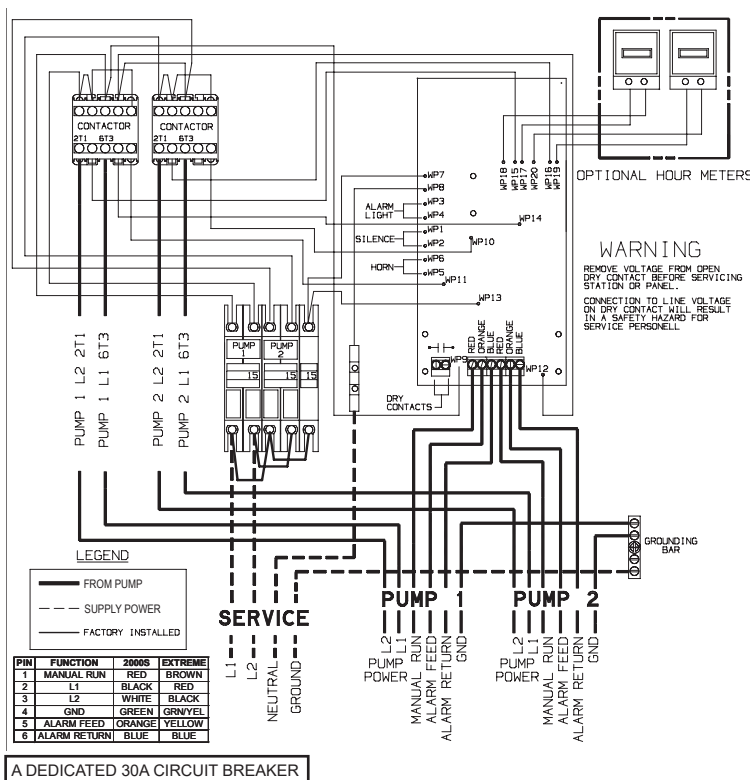 CONTACTOR
2T1 6T3
CONTACTOR
2T1 6T3
OPTIONAL HOUR METERS
WP18
WP15
WP17
WP20
WP16
WP19
WP7
WP8
WP3
WP4
ALARM
LIGHT
WP1
WP2
SILENCE
WP6
WP5
HORN
WP14
WP10
WP11
WP13
WARNING
REMOVE VOLTAGE FROM OPEN
DRY CONTACT BEFORE SERVICING
STATION OR PANEL.
CONNECTION TO LINE VOLTAGE
ON DRY CONTACT WILL RESULT
IN A SAFETY HAZARD FOR
SERVICE PERSONELL
PUMP 1 L2 2T1
PUMP 1 L1 6T3
PUMP 2 L2 2T1
PUMP 2 L1 6T3
PUMP
1
PUMP
2
15
15
15
RED
ORANGE
BLUE
RED
ORANGE
BLUE
WP9
WP12
DRY
CONTACTS
GROUNDING
BAR
LEGEND
FROM PUMP
SUPPLY POWER
FACTORY INSTALLED
SERVICE
L1
L2
NEUTRAL
GROUND
PUMP 1
L2
L1
PUMP
POWER
MANUAL RUN
ALARM FEED
ALARM RETURN
GND
PUMP 2
L2
L1
PUMP
POWER
MANUAL RUN
ALARM FEED
ALARM RETURN
GND
PIN FUNCTION 2000S EXTREME
1 MANUAL RUN RED BROWN
2 L1 BLACK RED
3 L2 WHITE BLACK
4 GND GREEN GRN/YEL
5 ALARM FEED ORANGE YELLOW
6 ALARM RETURN BLUE BLUE
A DEDICATED 30A CIRCUIT BREAKER